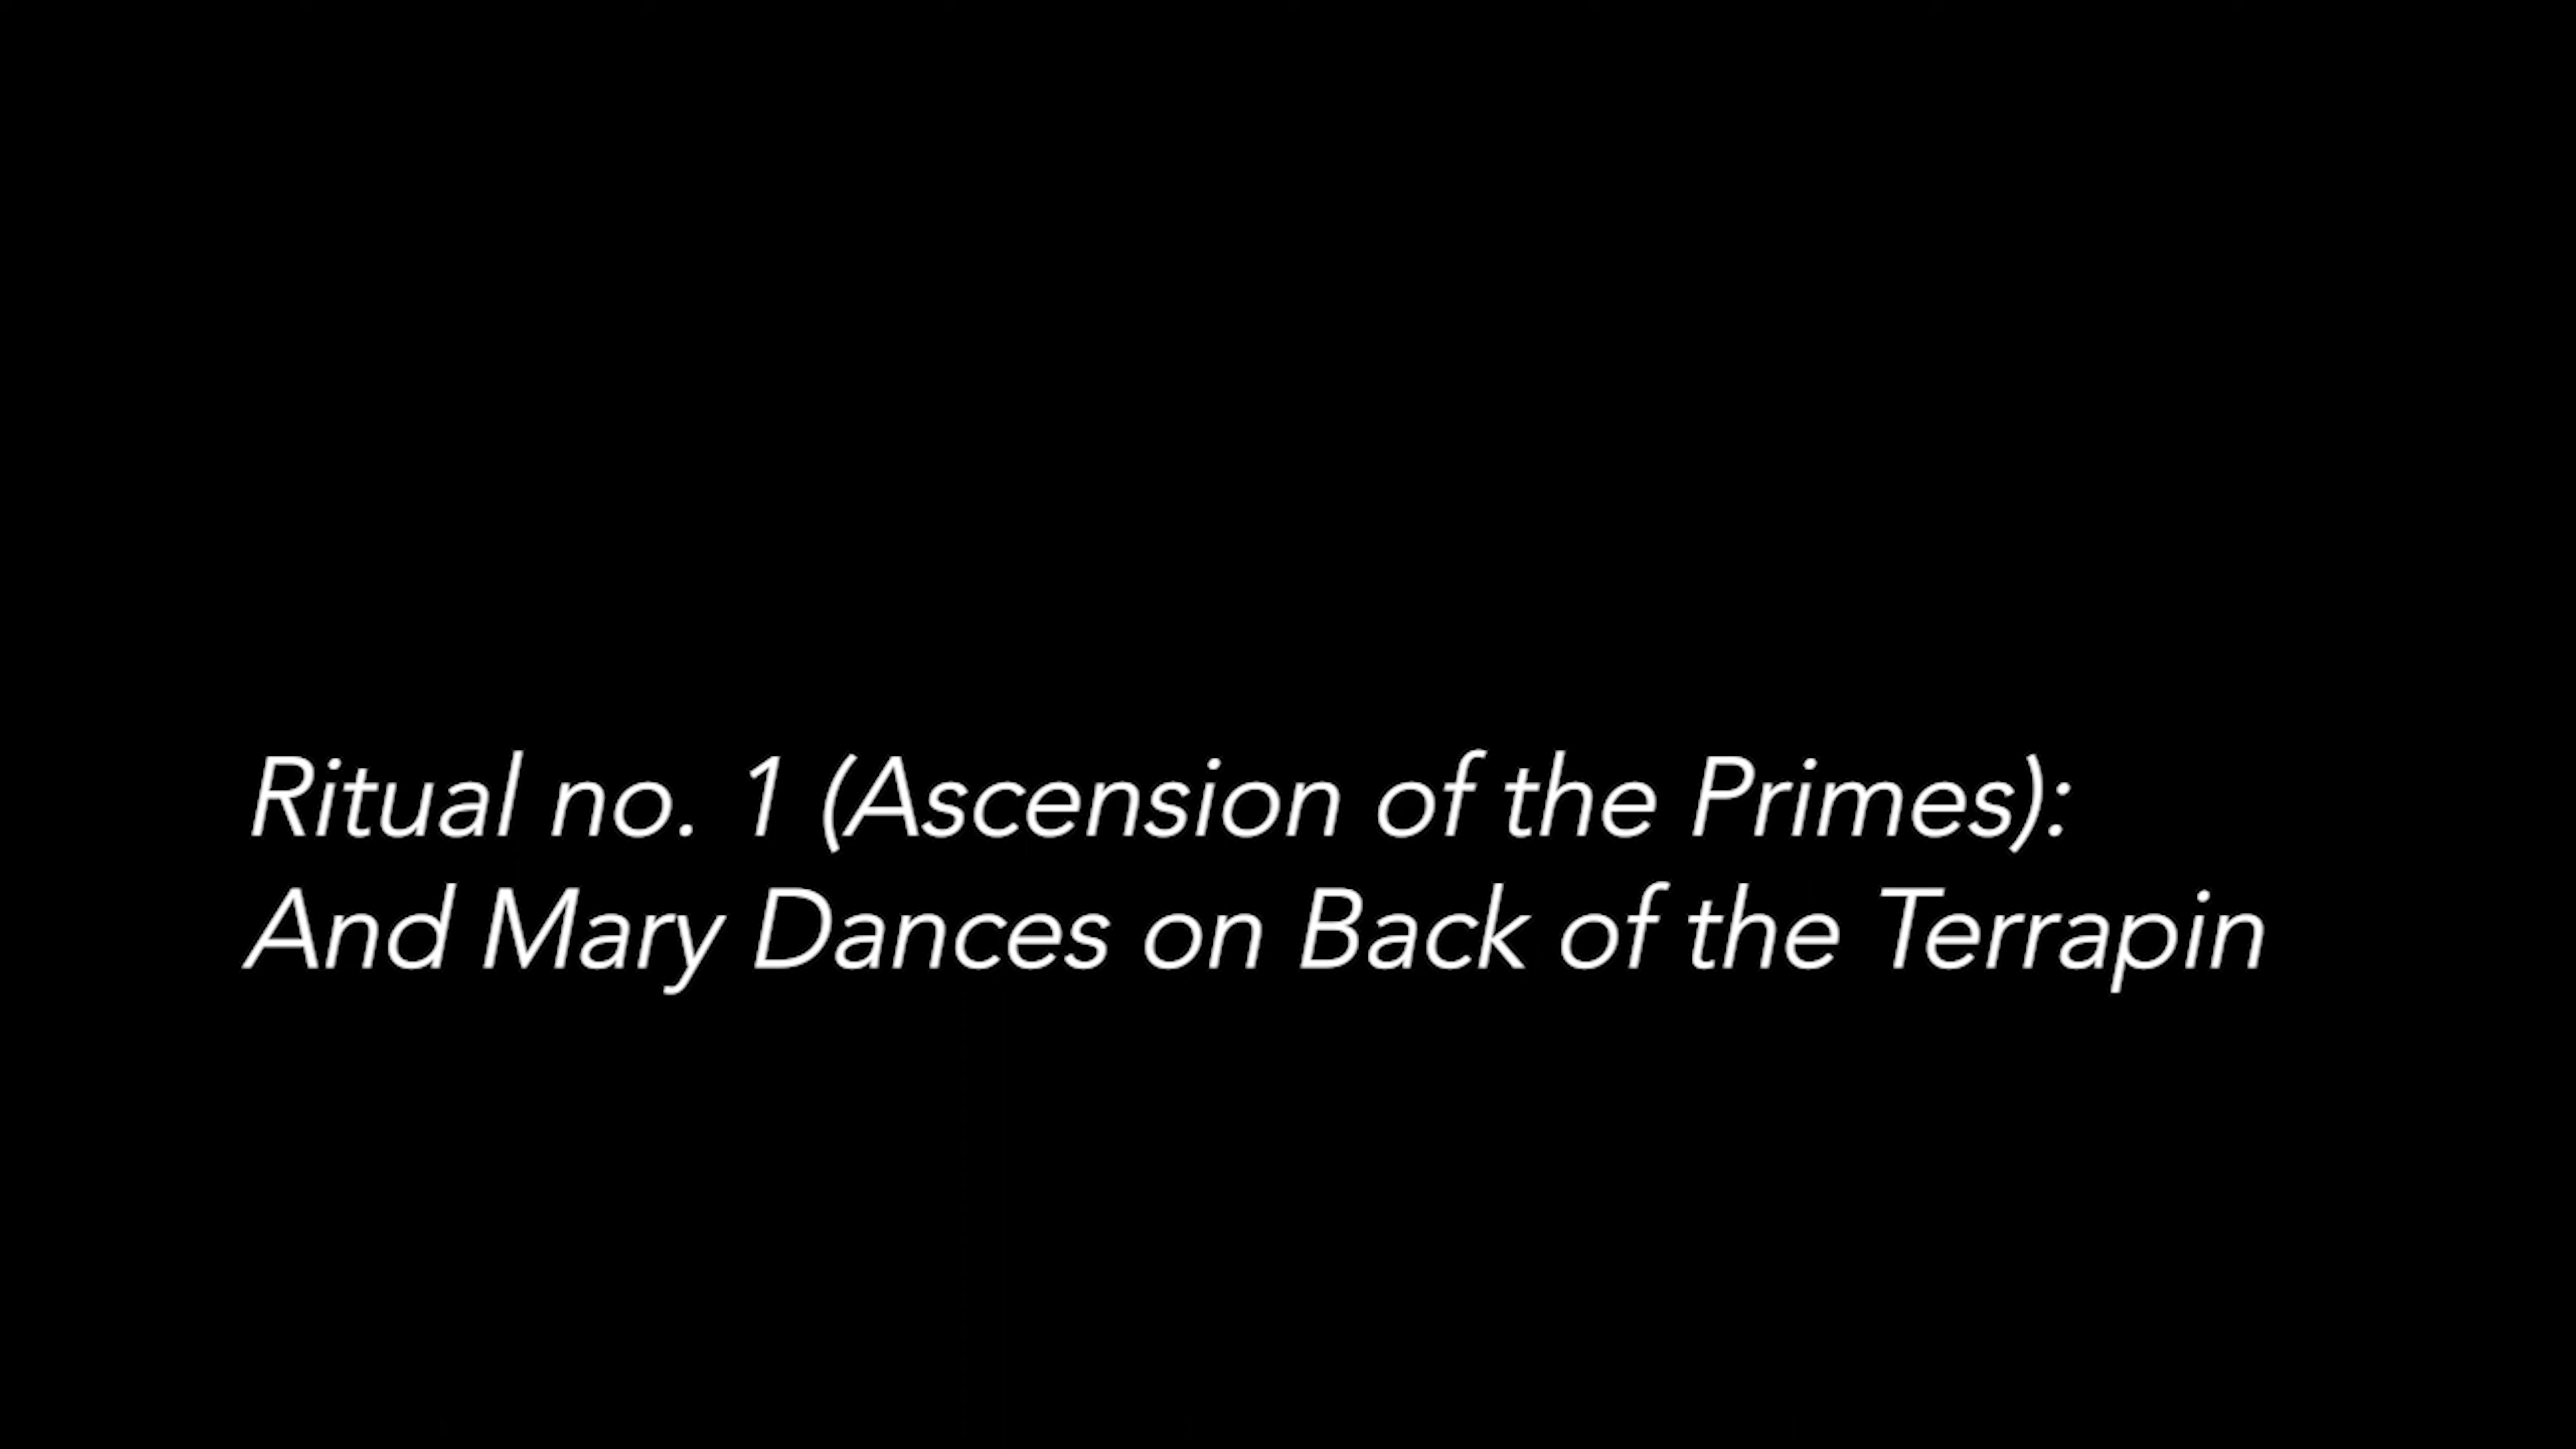 Ritual no. 1 (Ascension of the Primes):
And Mary Dances on Back of the Terrapin